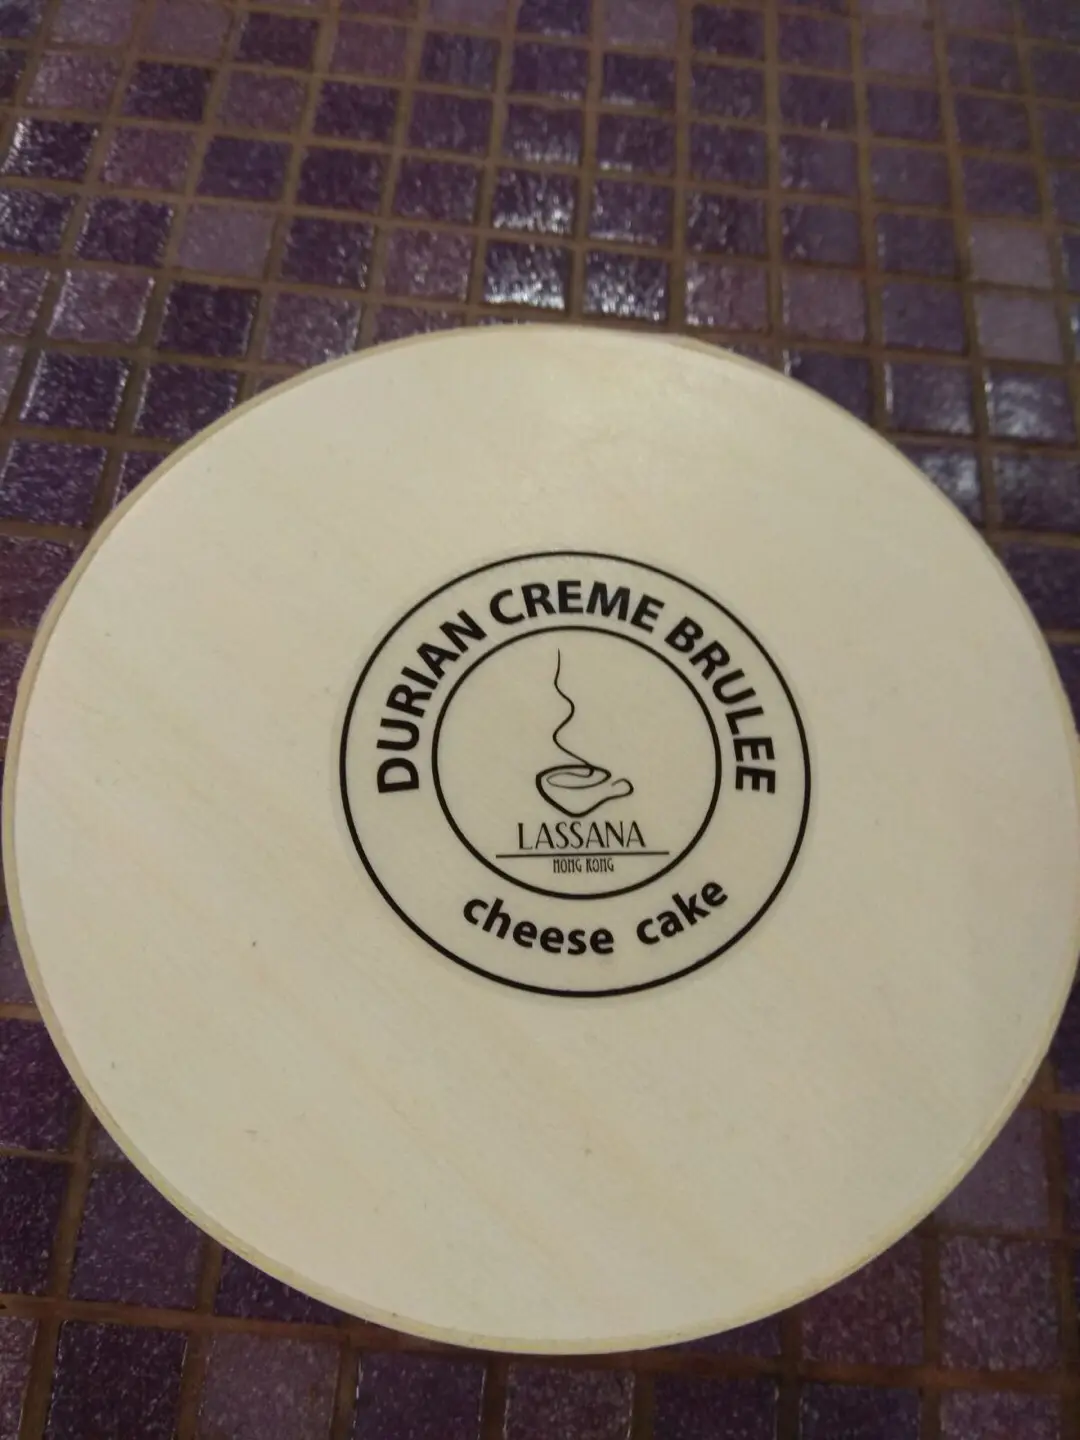 DURIAN CREME BRULEE
LASSANA
HONG KONG
cheese cake